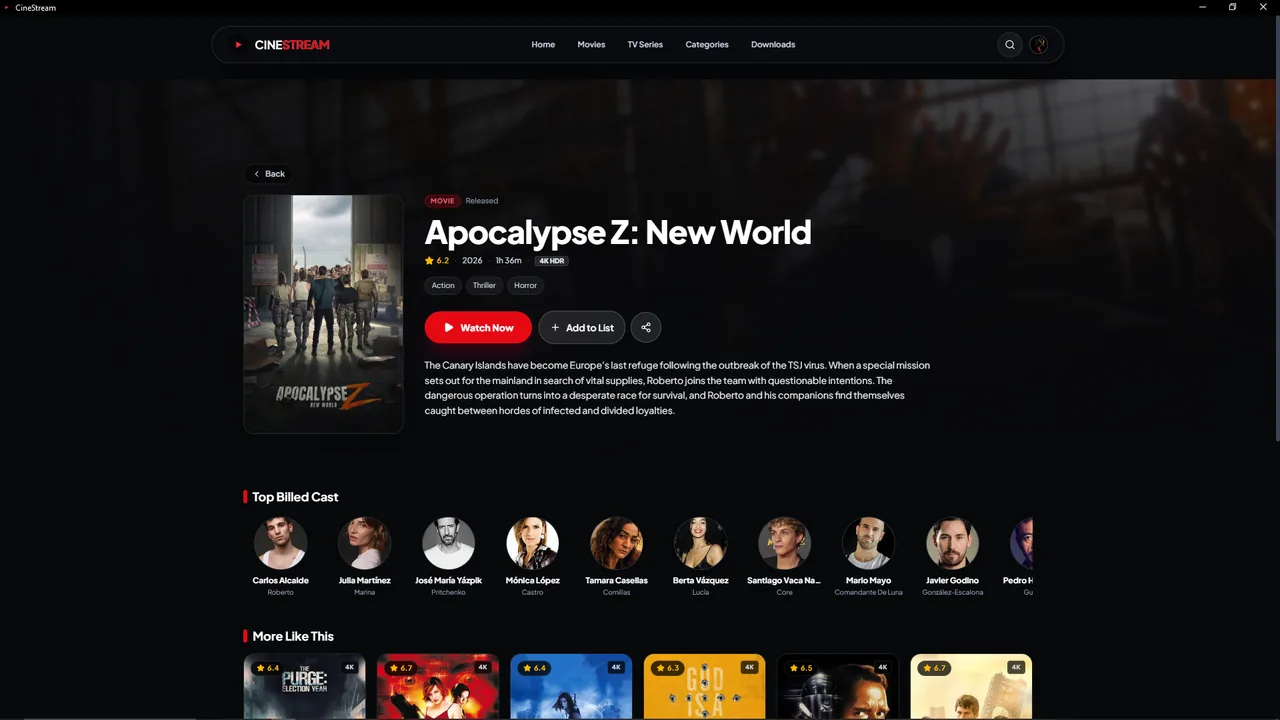 CineStream
CINESTREAM
Home
Movies
TV Series
Categories
Downloads
Back
MOVIE
Released
Apocalypse Z: New World
6.2 · 2026 · 1h 36m · 4K HDR
Action
Thriller
Horror
Watch Now
Add to List
The Canary Islands have become Europe's last refuge following the outbreak of the TSJ virus. When a special mission
sets out for the mainland in search of vital supplies, Roberto joins the team with questionable intentions. The
dangerous operation turns into a desperate race for survival, and Roberto and his companions find themselves
caught between hordes of infected and divided loyalties.
APOCALYPSE Z
NEW WORLD
Top Billed Cast
Carlos Alcaide
Roberto
Julia Martínez
Marina
José María Yázpik
Pritchenko
Mónica López
Castro
Tamara Casellas
Comillas
Berta Vázquez
Lucía
Santiago Vaca Na...
Core
Mario Mayo
Comandante De Luna
Javier Godino
González-Escalona
Pedro H
Gu
More Like This
6.4
4K
THE
PURGE:
ELECTION YEAR
6.7
4K
6.4
4K
6.3
4K
GOD
IS A
6.5
4K
6.7
4K